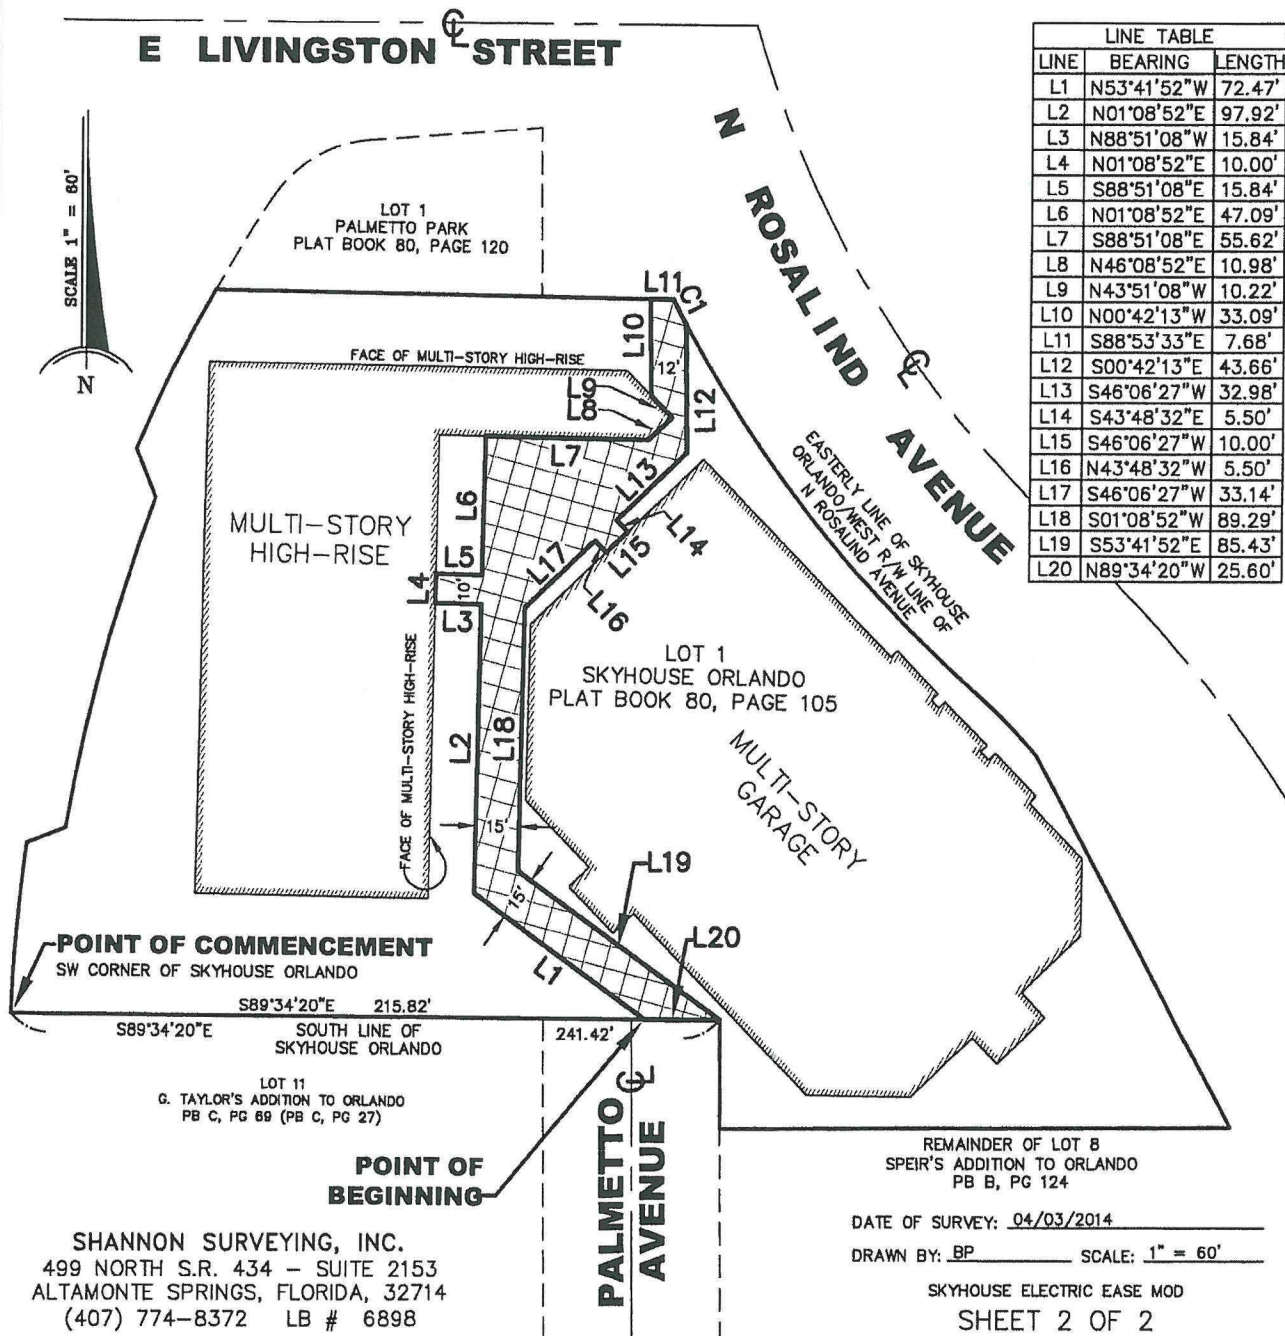 E LIVINGSTON ℄ STREET
LINE TABLE
LINE BEARING LENGTH
L1 N53°41'52"W 72.47'
L2 N01°08'52"E 97.92'
L3 N88°51'08"W 15.84'
L4 N01°08'52"E 10.00'
L5 S88°51'08"E 15.84'
L6 N01°08'52"E 47.09'
L7 S88°51'08"E 55.62'
L8 N46°08'52"E 10.98'
L9 N43°51'08"W 10.22'
L10 N00°42'13"W 33.09'
L11 S88°53'33"E 7.68'
L12 S00°42'13"E 43.66'
L13 S46°06'27"W 32.98'
L14 S43°48'32"E 5.50'
L15 S46°06'27"W 10.00'
L16 N43°48'32"W 5.50'
L17 S46°06'27"W 33.14'
L18 S01°08'52"W 89.29'
L19 S53°41'52"E 85.43'
L20 N89°34'20"W 25.60'
SCALE 1" = 60'
N
LOT 1
PALMETTO PARK
PLAT BOOK 80, PAGE 120
N ROSALIND ℄ AVENUE
L11
C1
L10
12'
L12
FACE OF MULTI-STORY HIGH-RISE
L9
L8
L7
L13
L6
L14
L15
L17
L16
MULTI-STORY
HIGH-RISE
L5
L4
10'
L3
EASTERLY LINE OF SKYHOUSE
ORLANDO/WEST R/W LINE OF
N ROSALIND AVENUE
LOT 1
SKYHOUSE ORLANDO
PLAT BOOK 80, PAGE 105
FACE OF MULTI-STORY HIGH-RISE
L2
L18
MULTI-STORY
GARAGE
15'
L19
15'
L20
L1
POINT OF COMMENCEMENT
SW CORNER OF SKYHOUSE ORLANDO
S89°34'20"E 215.82'
S89°34'20"E
SOUTH LINE OF
SKYHOUSE ORLANDO
241.42'
LOT 11
G. TAYLOR'S ADDITION TO ORLANDO
PB C, PG 69 (PB C, PG 27)
POINT OF
BEGINNING
PALMETTO ℄
AVENUE
REMAINDER OF LOT 8
SPEIR'S ADDITION TO ORLANDO
PB B, PG 124
DATE OF SURVEY: 04/03/2014
DRAWN BY: BP SCALE: 1" = 60'
SKYHOUSE ELECTRIC EASE MOD
SHEET 2 OF 2
SHANNON SURVEYING, INC.
499 NORTH S.R. 434 – SUITE 2153
ALTAMONTE SPRINGS, FLORIDA, 32714
(407) 774–8372 LB # 6898